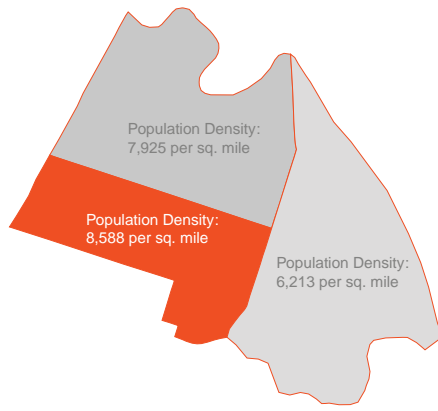 Population Density:
7,925 per sq. mile
Population Density:
8,588 per sq. mile
Population Density:
6,213 per sq. mile